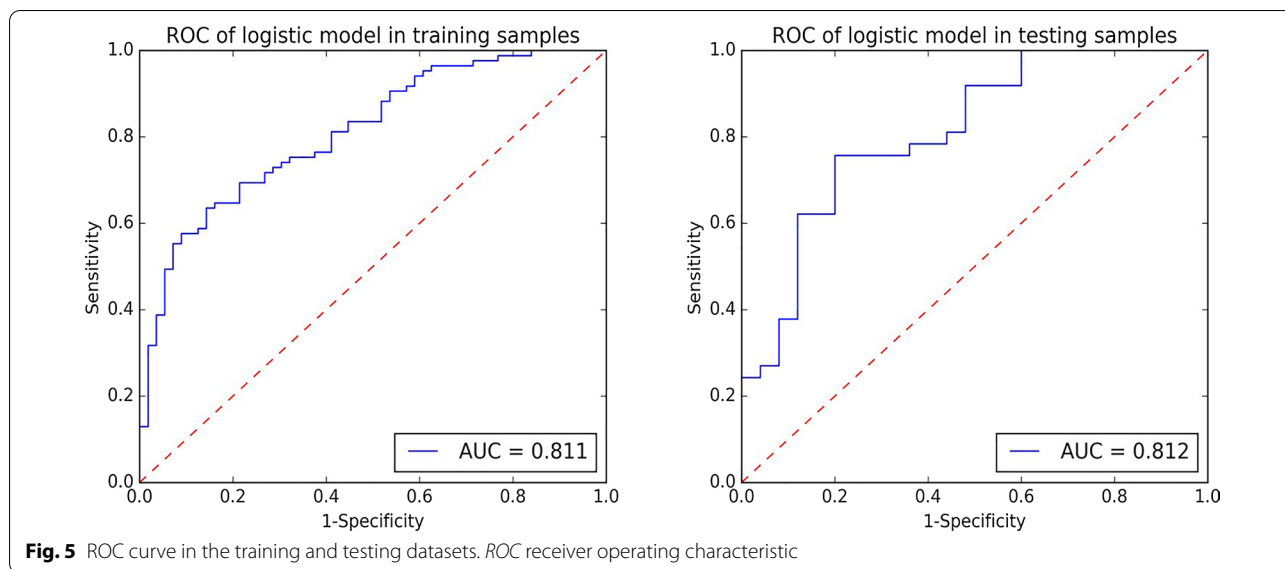 ROC of logistic model in training samples
1.0
0.8
0.6
0.4
0.2
0.0
Sensitivity
AUC = 0.811
0.0 0.2 0.4 0.6 0.8 1.0
1-Specificity
ROC of logistic model in testing samples
1.0
0.8
0.6
0.4
0.2
0.0
Sensitivity
AUC = 0.812
0.0 0.2 0.4 0.6 0.8 1.0
1-Specificity
Fig. 5 ROC curve in the training and testing datasets. ROC receiver operating characteristic